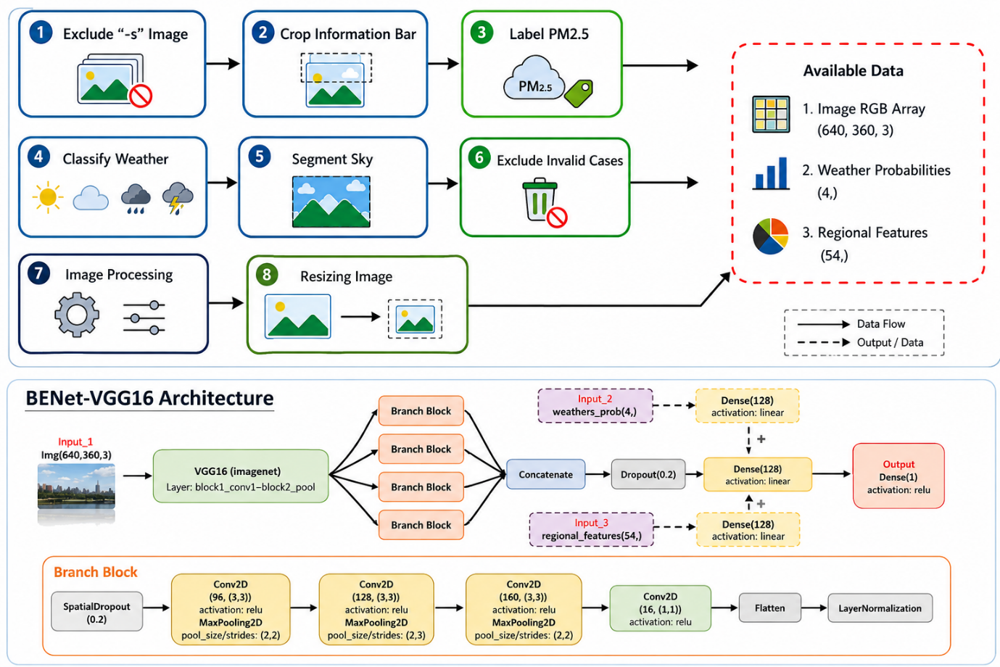 1 Exclude “-s” Image
2 Crop Information Bar
3 Label PM2.5
PM2.5
4 Classify Weather
5 Segment Sky
6 Exclude Invalid Cases
7 Image Processing
8 Resizing Image
Available Data
1. Image RGB Array
(640, 360, 3)
2. Weather Probabilities
(4,)
3. Regional Features
(54,)
Data Flow
Output / Data
BENet-VGG16 Architecture
Input_1
Img(640,360,3)
VGG16 (imagenet)
Layer: block1_conv1–block2_pool
Branch Block
Branch Block
Branch Block
Branch Block
Concatenate
Dropout(0.2)
Input_2
weathers_prob(4,)
Dense(128)
activation: linear
+
Dense(128)
activation: linear
+
Input_3
regional_features(54,)
Dense(128)
activation: linear
Output
Dense(1)
activation: relu
Branch Block
SpatialDropout
(0.2)
Conv2D
(96, (3,3))
activation: relu
MaxPooling2D
pool_size/strides: (2,2)
Conv2D
(128, (3,3))
activation: relu
MaxPooling2D
pool_size/strides: (2,3)
Conv2D
(160, (3,3))
activation: relu
MaxPooling2D
pool_size/strides: (2,2)
Conv2D
(16, (1,1))
activation: relu
Flatten
LayerNormalization